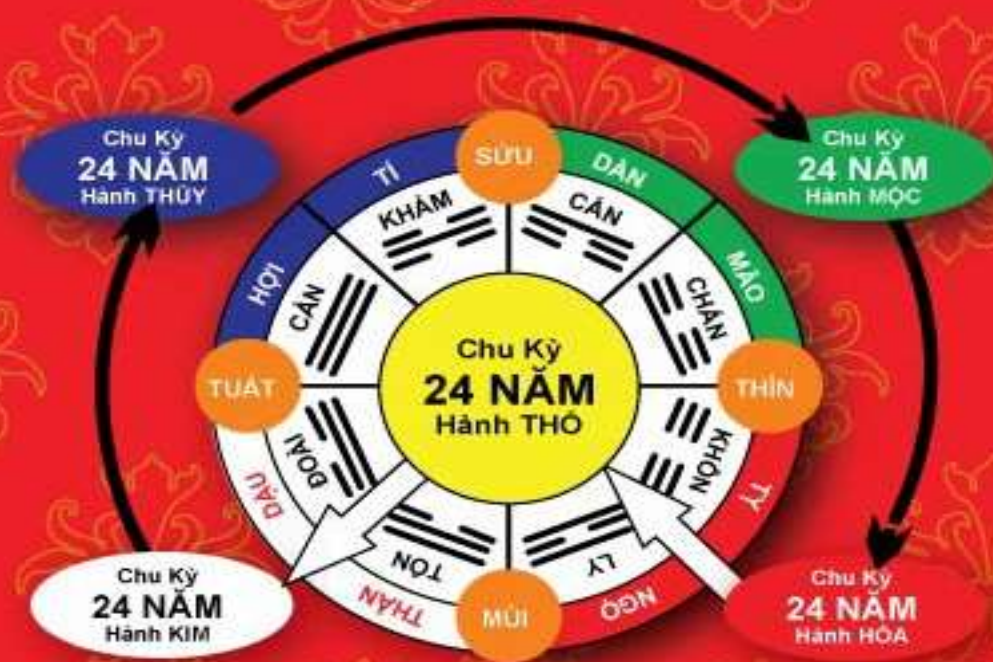 Chu Kỳ
24 NĂM
Hành THỦY
Chu Kỳ
24 NĂM
Hành MỘC
TÍ
SỬU
DẦN
KHẢM
CẤN
HỢI
MÃO
CÀN
CHẤN
Chu Kỳ
24 NĂM
Hành THỔ
TUẤT
THÌN
ĐOÀI
KHÔN
DẬU
TỴ
TỐN
LY
THÂN
MÙI
NGỌ
Chu Kỳ
24 NĂM
Hành KIM
Chu Kỳ
24 NĂM
Hành HỎA